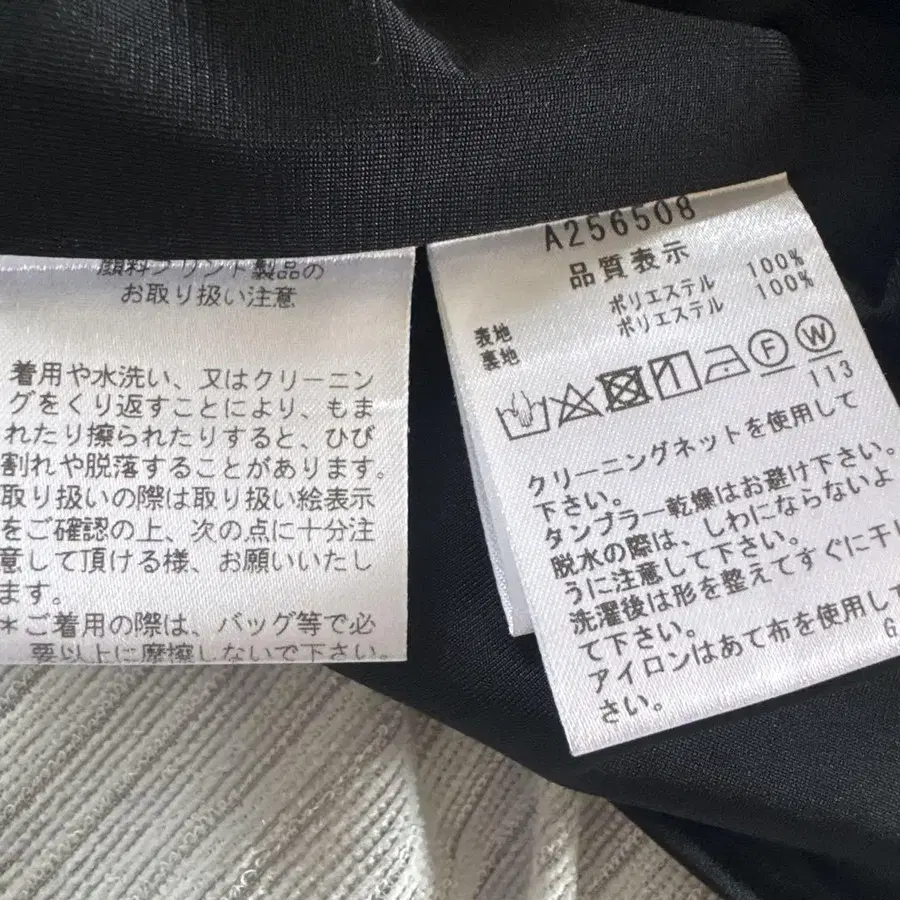 顔料プリント製品の
お取り扱い注意
着用や水洗い、又はクリーニン
グをくり返すことにより、もま
れたり擦られたりすると、ひび
割れや脱落することがあります。
取り扱いの際は取り扱い絵表示
をご確認の上、次の点に十分注
意して頂ける様、お願いいたし
ます。
*ご着用の際は、バッグ等で必
要以上に摩擦しないで下さい。
A256508
品質表示
表地 ポリエステル 100%
裏地 ポリエステル 100%
F W
113
クリーニングネットを使用して
下さい。
タンブラー乾燥はお避け下さい。
脱水の際は、しわにならないよ
うに注意して下さい。
洗濯後は形を整えてすぐに干し
て下さい。
アイロンはあて布を使用して
さい。
G